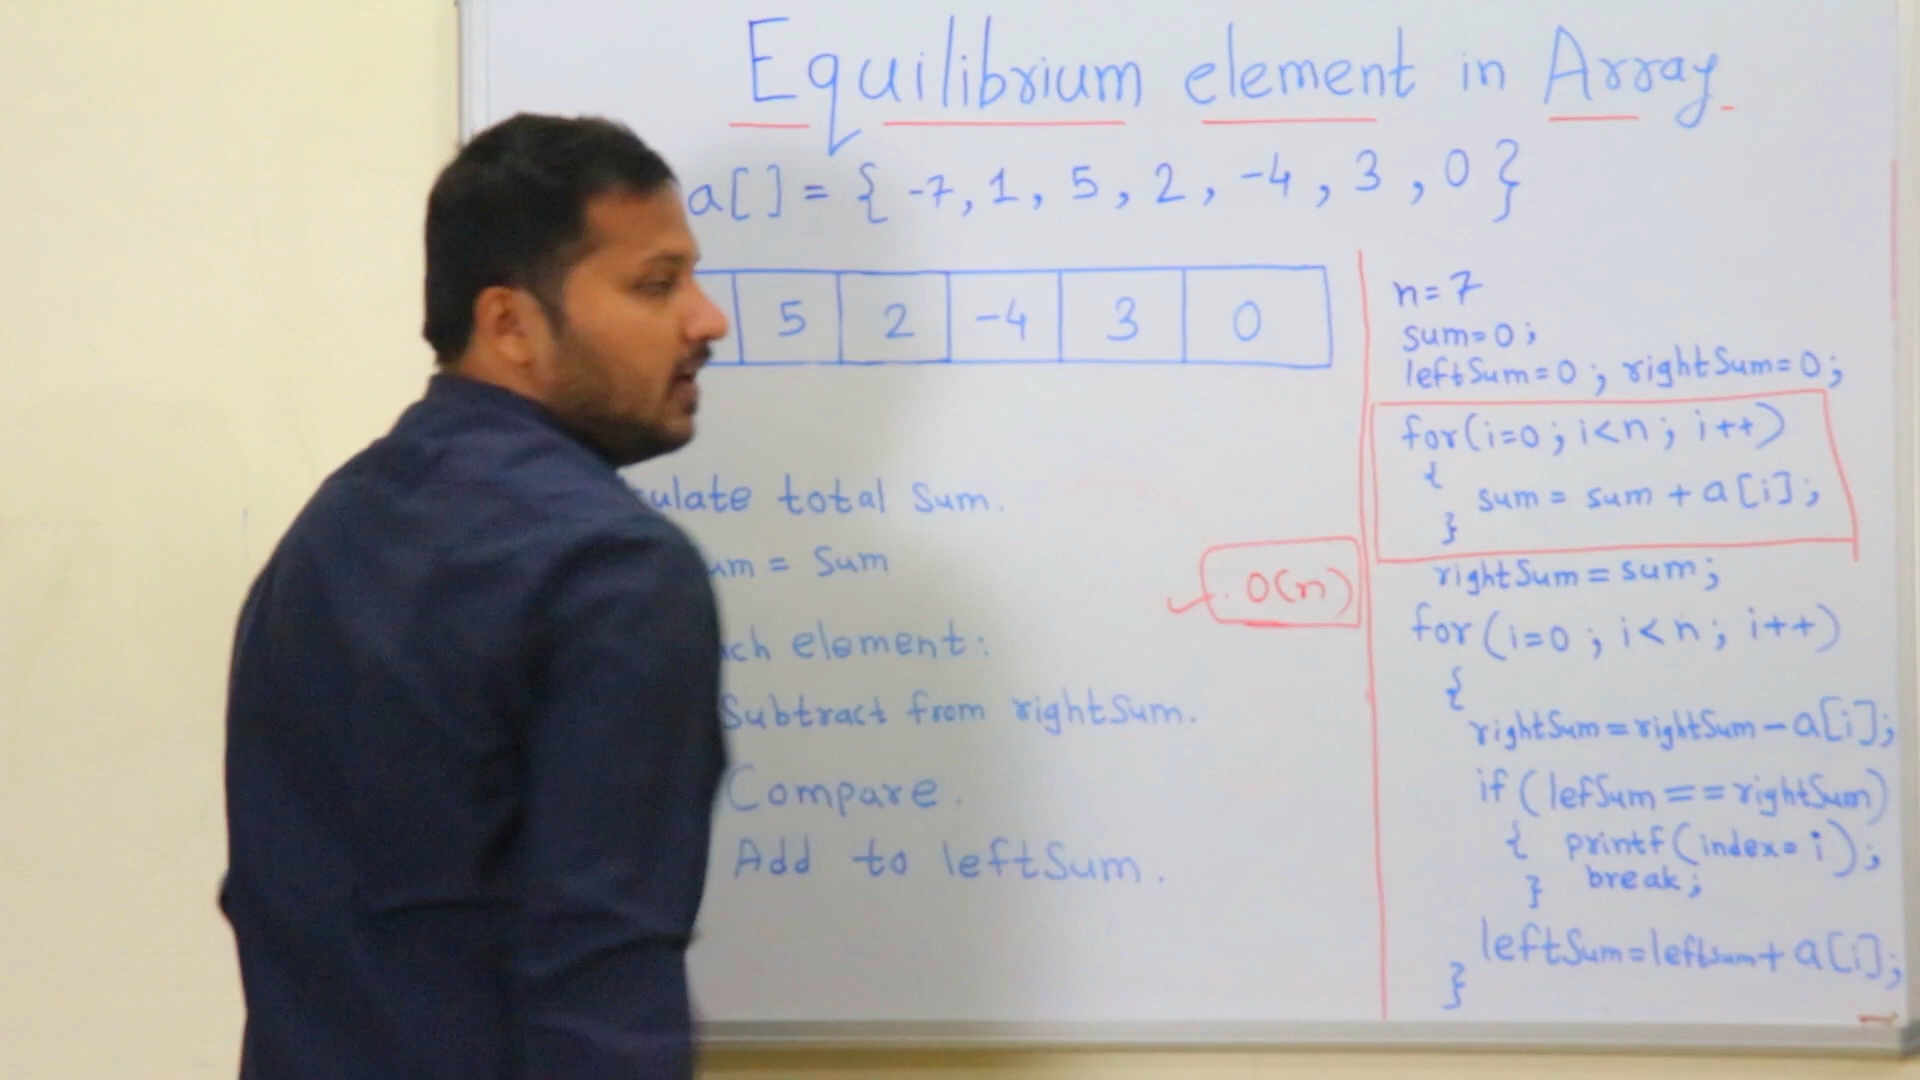 Equilibrium element in Array.
a[] = { -7, 1, 5, 2, -4, 3, 0 }
5 2 -4 3 0
ulate total Sum.
um = Sum
ch element:
Subtract from rightSum.
Compare.
Add to leftSum.
O(n)
n=7
sum=0;
leftSum=0; rightSum=0;
for(i=0; i<n; i++)
{
sum = sum + a[i];
}
rightSum = sum;
for(i=0; i<n; i++)
{
rightSum=rightSum-a[i];
if(lefSum==rightSum)
{ printf(index=i);
break;
}
leftSum=leftsum+a[i];
}